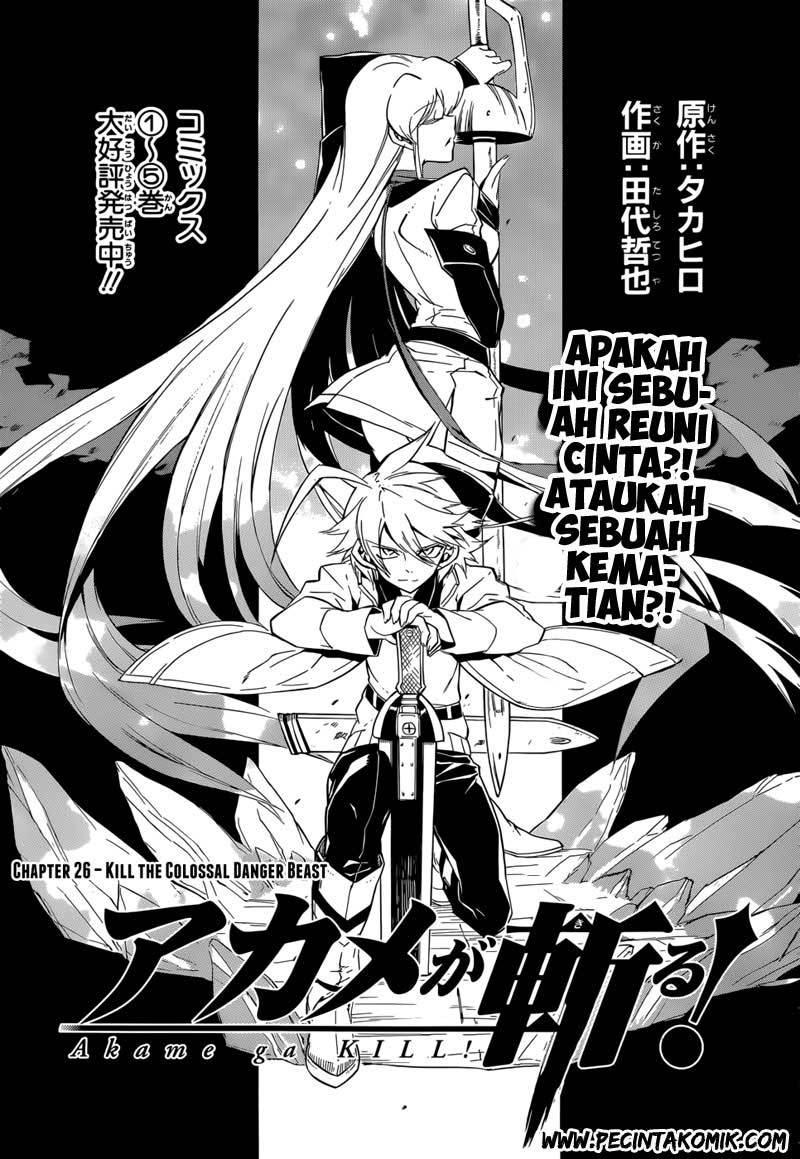 原作：タカヒロ
作画：田代哲也
コミックス
①～⑤巻
大好評発売中!!
APAKAH
INI SEBU-
AH REUNI
CINTA?!
ATAUKAH
SEBUAH
KEMA-
TIAN?!
CHAPTER 26 – KILL THE COLOSSAL DANGER BEAST
アカメが斬る!
Akame ga KILL!
WWW.PECINTAKOMIK.COM